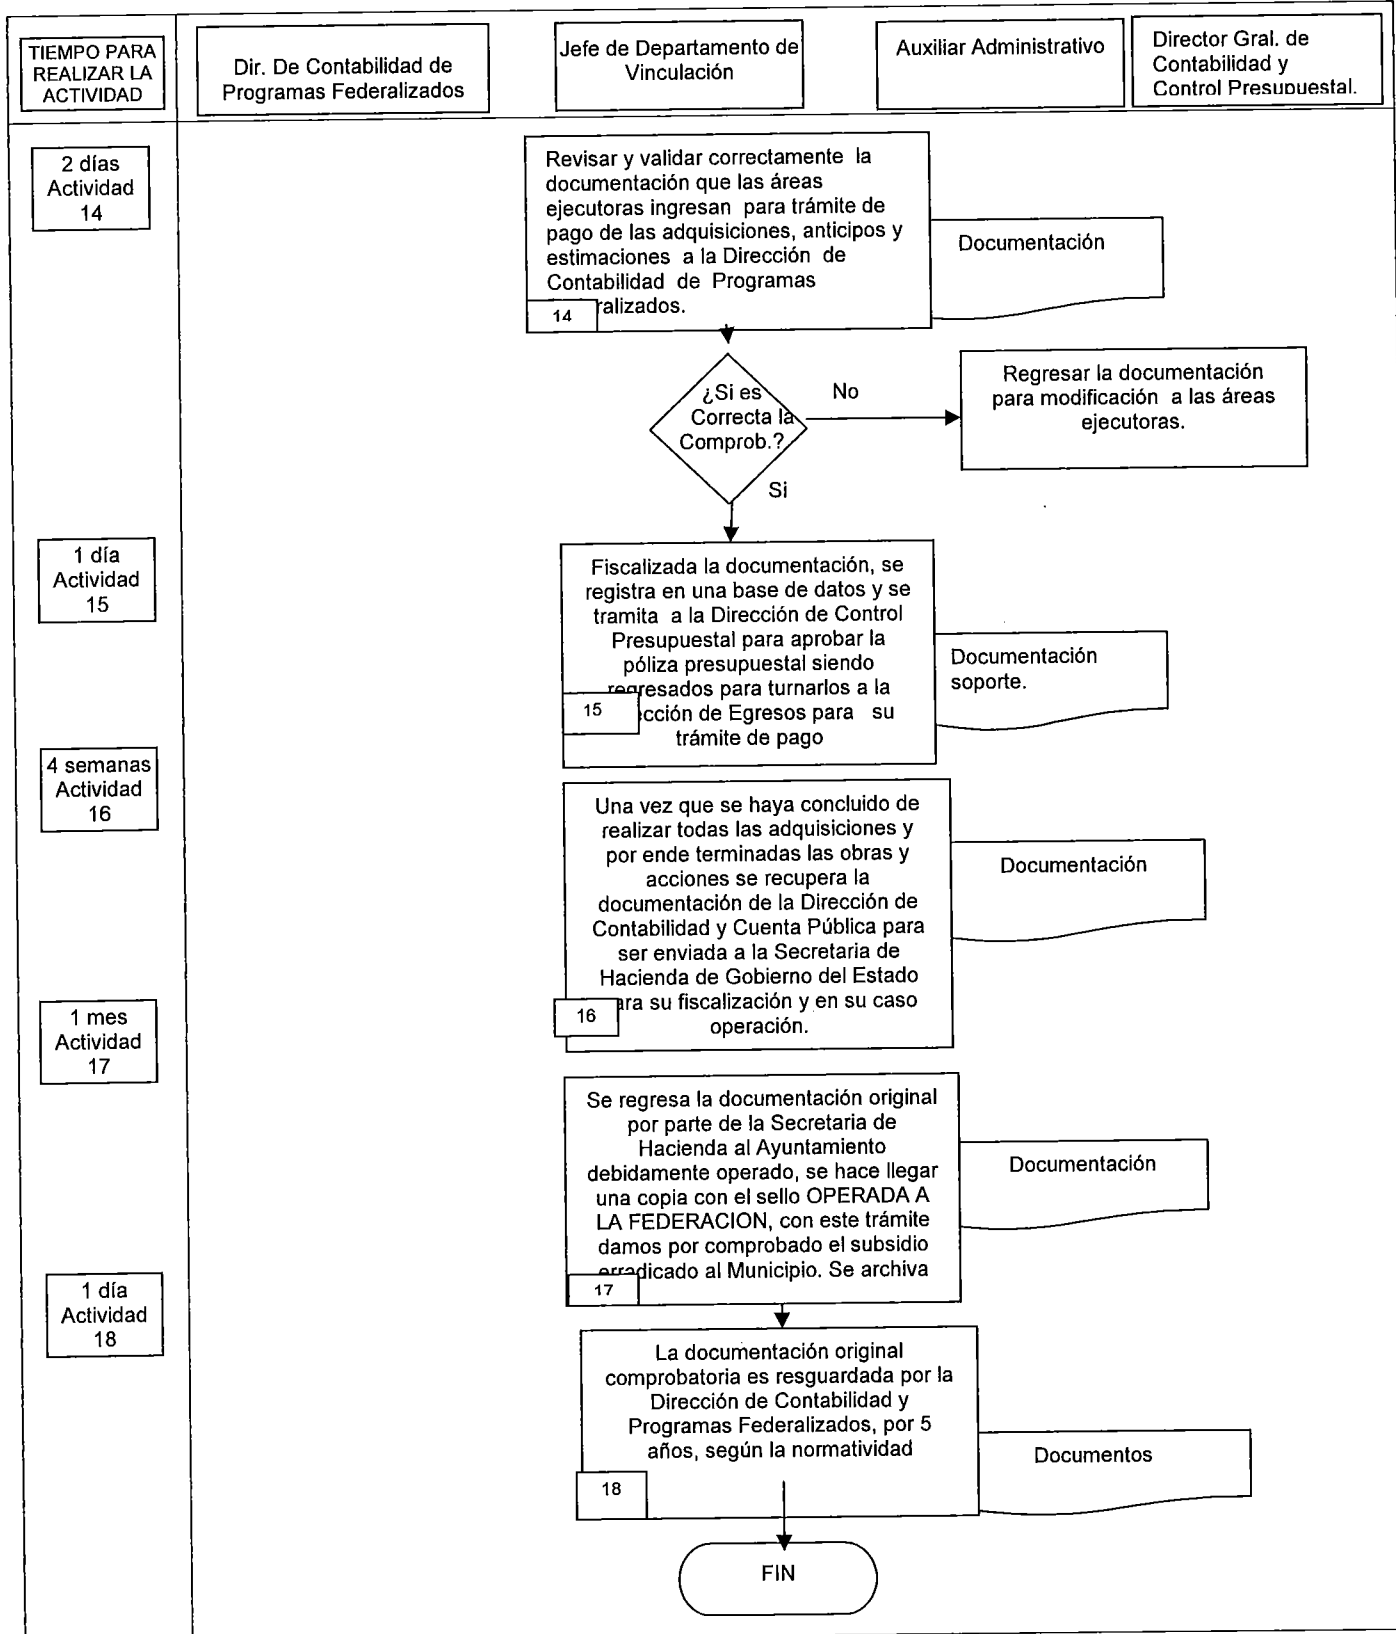 TIEMPO PARA
REALIZAR LA
ACTIVIDAD
Dir. De Contabilidad de
Programas Federalizados
Jefe de Departamento de
Vinculación
Auxiliar Administrativo
Director Gral. de
Contabilidad y
Control Presupuestal.
2 días
Actividad
14
Revisar y validar correctamente la
documentación que las áreas
ejecutoras ingresan para trámite de
pago de las adquisiciones, anticipos y
estimaciones a la Dirección de
Contabilidad de Programas
ralizados.
14
Documentación
¿Si es
Correcta la
Comprob.?
No
Regresar la documentación
para modificación a las áreas
ejecutoras.
Si
1 día
Actividad
15
Fiscalizada la documentación, se
registra en una base de datos y se
tramita a la Dirección de Control
Presupuestal para aprobar la
póliza presupuestal siendo
regresados para turnarlos a la
ección de Egresos para su
trámite de pago
15
Documentación
soporte.
4 semanas
Actividad
16
Una vez que se haya concluido de
realizar todas las adquisiciones y
por ende terminadas las obras y
acciones se recupera la
documentación de la Dirección de
Contabilidad y Cuenta Pública para
ser enviada a la Secretaria de
Hacienda de Gobierno del Estado
ara su fiscalización y en su caso
operación.
16
Documentación
1 mes
Actividad
17
Se regresa la documentación original
por parte de la Secretaria de
Hacienda al Ayuntamiento
debidamente operado, se hace llegar
una copia con el sello OPERADA A
LA FEDERACION, con este trámite
damos por comprobado el subsidio
erradicado al Municipio. Se archiva
17
Documentación
1 día
Actividad
18
La documentación original
comprobatoria es resguardada por la
Dirección de Contabilidad y
Programas Federalizados, por 5
años, según la normatividad
18
Documentos
FIN